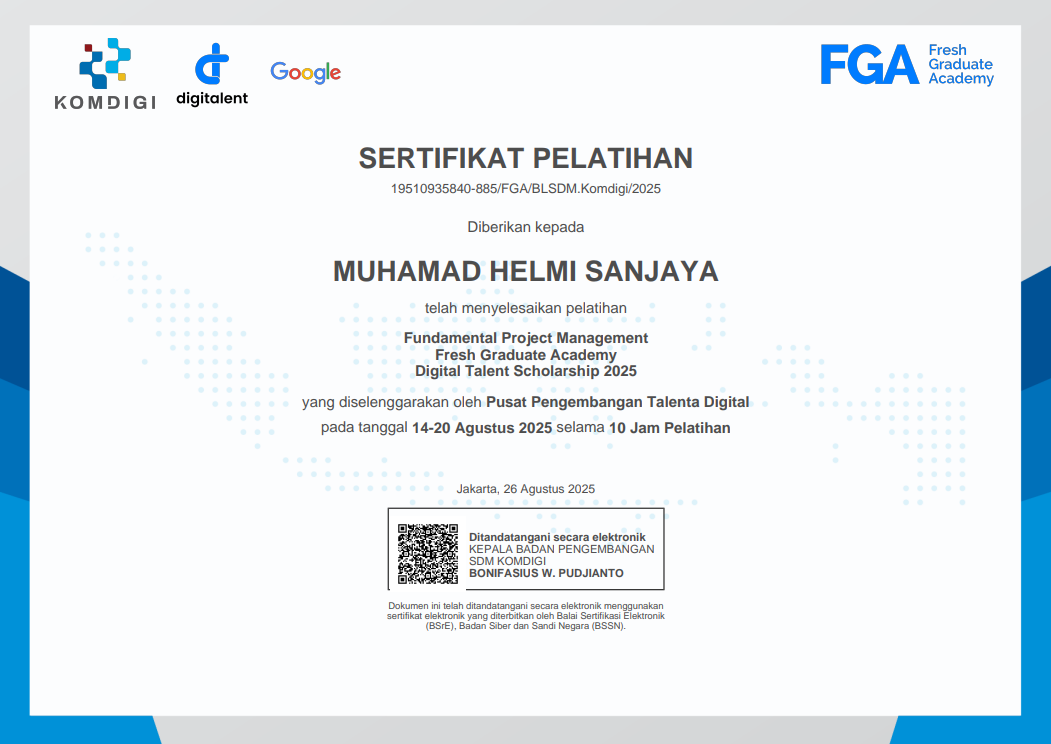 KOMDIGI
digitalent
Google
FGA
Fresh
Graduate
Academy
SERTIFIKAT PELATIHAN
19510935840-885/FGA/BLSDM.Komdigi/2025
Diberikan kepada
MUHAMAD HELMI SANJAYA
telah menyelesaikan pelatihan
Fundamental Project Management
Fresh Graduate Academy
Digital Talent Scholarship 2025
yang diselenggarakan oleh Pusat Pengembangan Talenta Digital
pada tanggal 14-20 Agustus 2025 selama 10 Jam Pelatihan
Jakarta, 26 Agustus 2025
Ditandatangani secara elektronik
KEPALA BADAN PENGEMBANGAN
SDM KOMDIGI
BONIFASIUS W. PUDJIANTO
Dokumen ini telah ditandatangani secara elektronik menggunakan
sertifikat elektronik yang diterbitkan oleh Balai Sertifikasi Elektronik
(BSrE), Badan Siber dan Sandi Negara (BSSN).